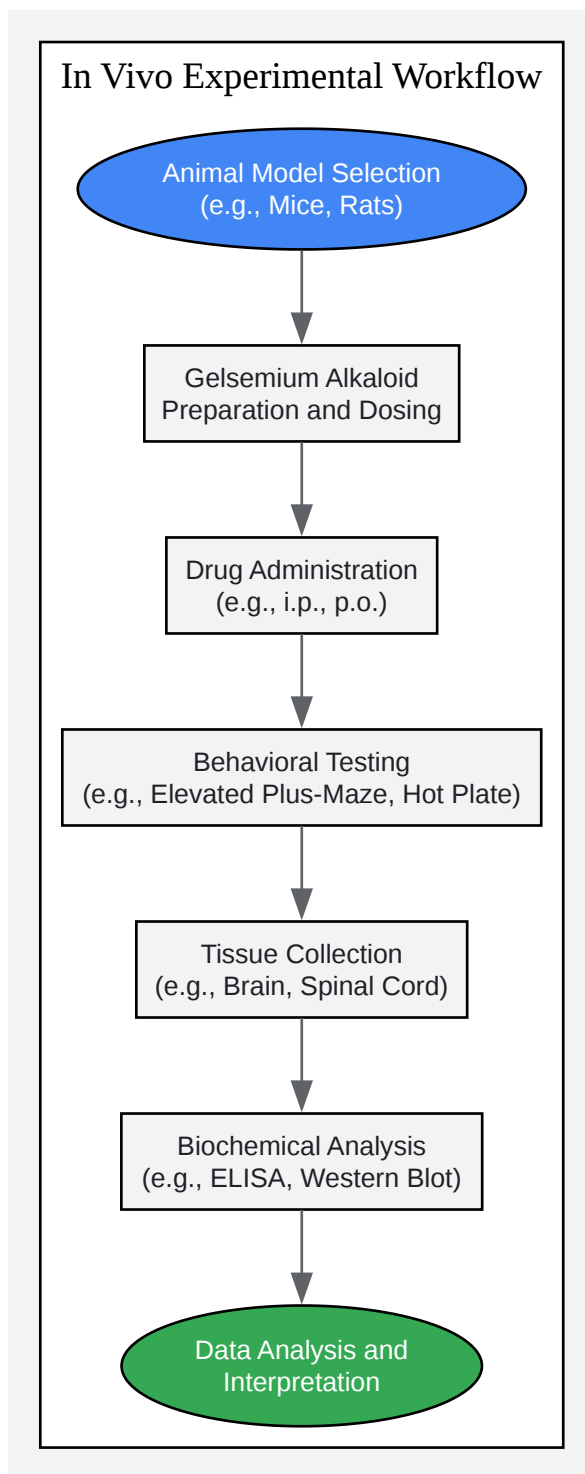 In Vivo Experimental Workflow
Animal Model Selection
(e.g., Mice, Rats)
Gelsemium Alkaloid
Preparation and Dosing
Drug Administration
(e.g., i.p., p.o.)
Behavioral Testing
(e.g., Elevated Plus-Maze, Hot Plate)
Tissue Collection
(e.g., Brain, Spinal Cord)
Biochemical Analysis
(e.g., ELISA, Western Blot)
Data Analysis and
Interpretation